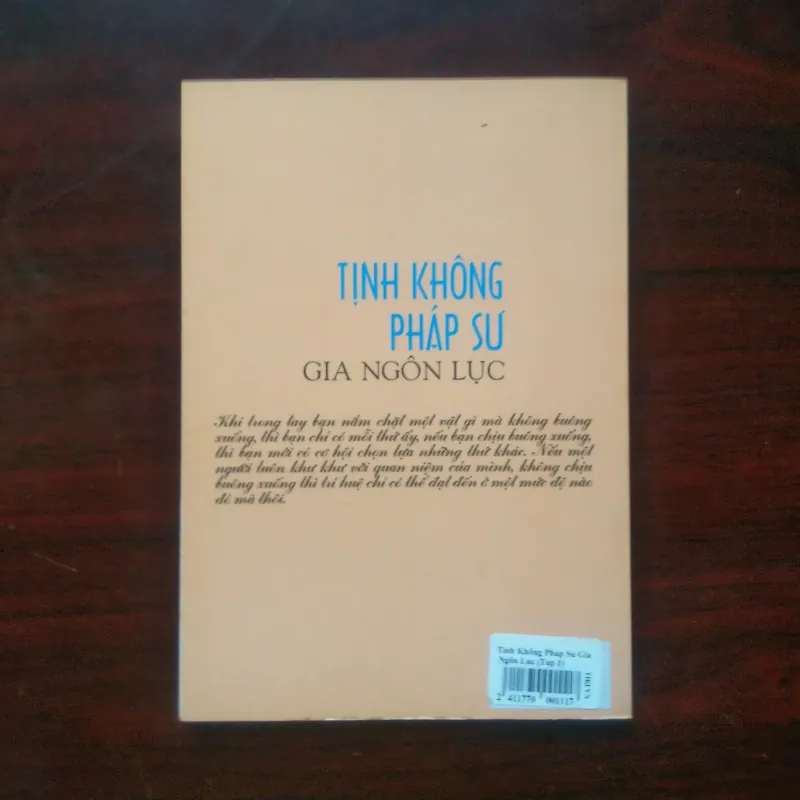 TỊNH KHÔNG
PHÁP SƯ
GIA NGÔN LỤC
Khi trong tay bạn nắm chặt một vật gì mà không buông
xuống, thì bạn chỉ có mỗi thứ ấy, nếu bạn chịu buông xuống,
thì bạn mới có cơ hội chọn lựa những thứ khác. Nếu một
người luôn khư khư với quan niệm của mình, không chịu
buông xuống thì trí huệ chỉ có thể đạt đến ở một mức độ nào
đó mà thôi.
Tịnh Không Pháp Sư Gia
Ngôn Lục (Tập 1)
2 411770 001117